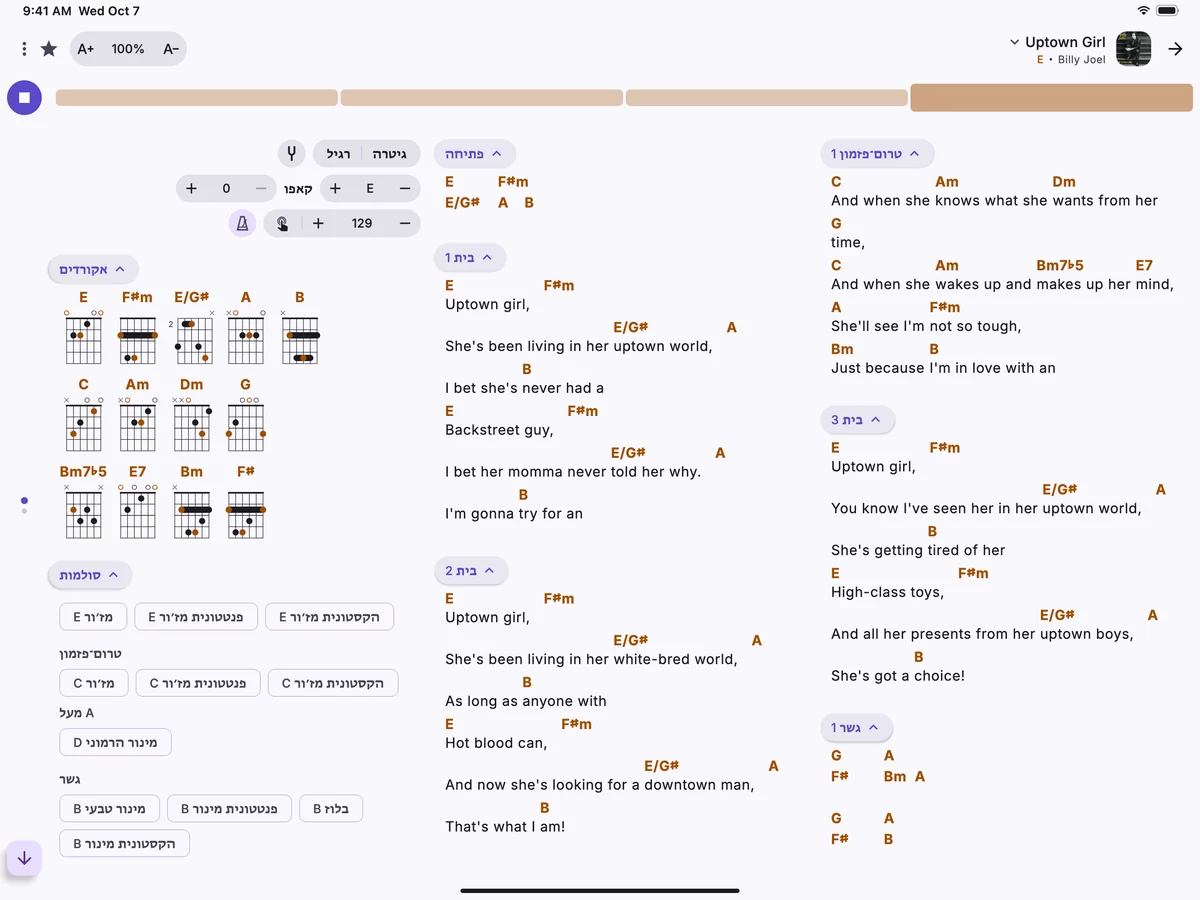 9:41 AM Wed Oct 7
A+ 100% A-
Uptown Girl
E • Billy Joel
גיטרה רגיל
+ 0 − קאפו + E −
+ 129 −
אקורדים
E F#m E/G# A B
2
C Am Dm G
Bm7♭5 E7 Bm F#
סולמות
E מז׳ור E פנטטונית מז׳ור E הקסטונית מז׳ור
טרום־פזמון
C מז׳ור C פנטטונית מז׳ור C הקסטונית מז׳ור
מעל A
D מינור הרמוני
גשר
B מינור טבעי B פנטטונית מינור B בלוז
B הקסטונית מינור
פתיחה
E F#m
E/G# A B
בית 1
E F#m
Uptown girl,
E/G# A
She's been living in her uptown world,
B
I bet she's never had a
E F#m
Backstreet guy,
E/G# A
I bet her momma never told her why.
B
I'm gonna try for an
בית 2
E F#m
Uptown girl,
E/G# A
She's been living in her white-bred world,
B
As long as anyone with
E F#m
Hot blood can,
E/G# A
And now she's looking for a downtown man,
B
That's what I am!
טרום־פזמון 1
C Am Dm
And when she knows what she wants from her
G
time,
C Am Bm7♭5 E7
And when she wakes up and makes up her mind,
A F#m
She'll see I'm not so tough,
Bm B
Just because I'm in love with an
בית 3
E F#m
Uptown girl,
E/G# A
You know I've seen her in her uptown world,
B
She's getting tired of her
E F#m
High-class toys,
E/G# A
And all her presents from her uptown boys,
B
She's got a choice!
גשר 1
G A
F# Bm A
G A
F# B